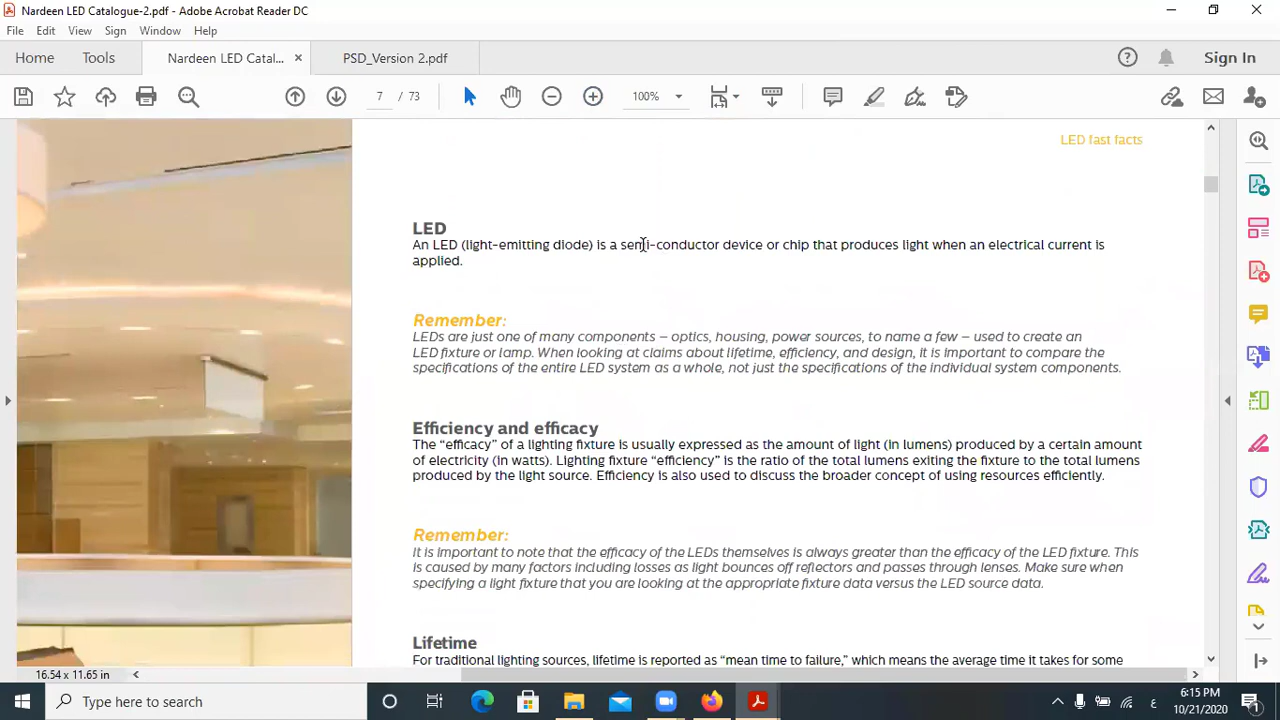 Nardeen LED Catalogue-2.pdf - Adobe Acrobat Reader DC
File Edit View Sign Window Help
Home Tools Nardeen LED Catal... × PSD_Version 2.pdf Sign In
7 / 73 100%
LED fast facts
LED
An LED (light-emitting diode) is a semi-conductor device or chip that produces light when an electrical current is
applied.
Remember:
LEDs are just one of many components – optics, housing, power sources, to name a few – used to create an
LED fixture or lamp. When looking at claims about lifetime, efficiency, and design, it is important to compare the
specifications of the entire LED system as a whole, not just the specifications of the individual system components.
Efficiency and efficacy
The “efficacy” of a lighting fixture is usually expressed as the amount of light (in lumens) produced by a certain amount
of electricity (in watts). Lighting fixture “efficiency” is the ratio of the total lumens exiting the fixture to the total lumens
produced by the light source. Efficiency is also used to discuss the broader concept of using resources efficiently.
Remember:
It is important to note that the efficacy of the LEDs themselves is always greater than the efficacy of the LED fixture. This
is caused by many factors including losses as light bounces off reflectors and passes through lenses. Make sure when
specifying a light fixture that you are looking at the appropriate fixture data versus the LED source data.
Lifetime
For traditional lighting sources, lifetime is reported as “mean time to failure,” which means the average time it takes for some
16.54 x 11.65 in
Type here to search
ع
6:15 PM
10/21/2020
1